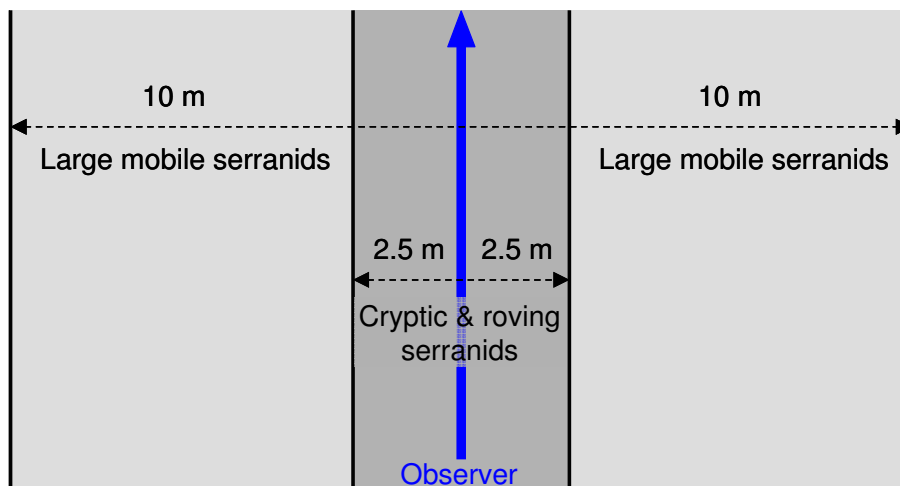 10 m
10 m
Large mobile serranids
Large mobile serranids
2.5 m
2.5 m
Cryptic & roving
serranids
Observer